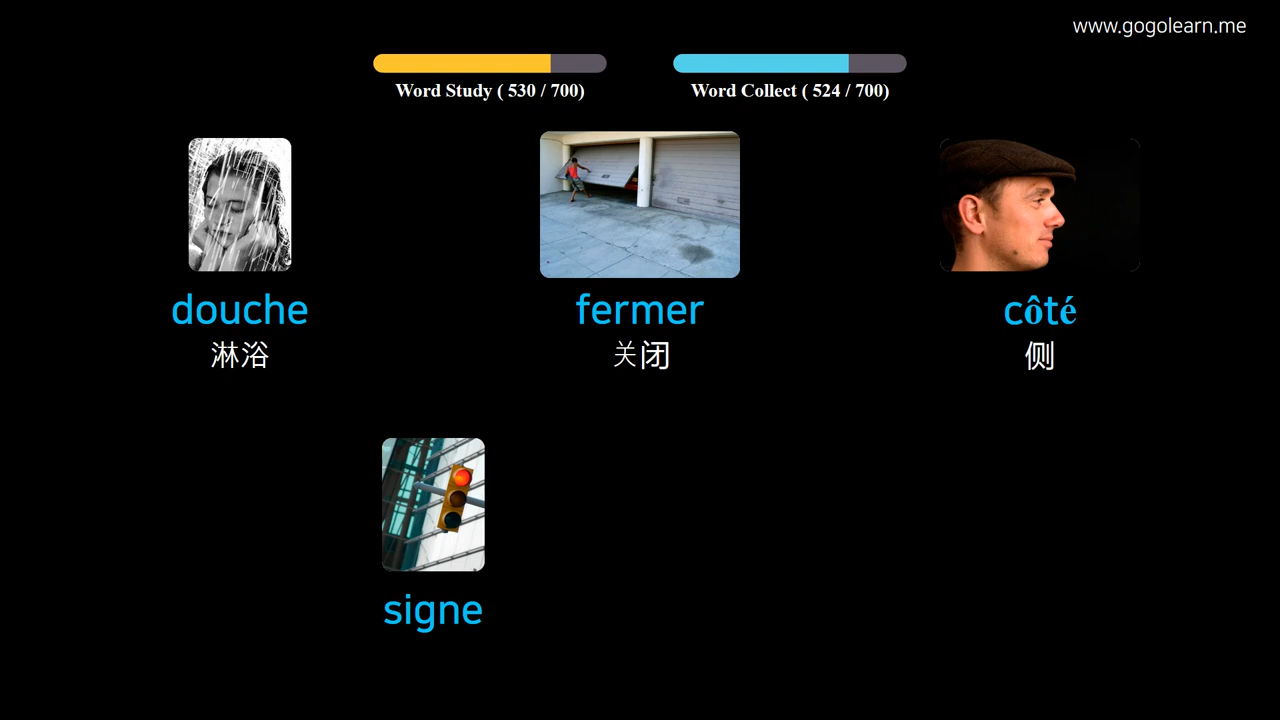 www.gogolearn.me
Word Study ( 530 / 700)
Word Collect ( 524 / 700)
douche
淋浴
fermer
关闭
côté
侧
signe